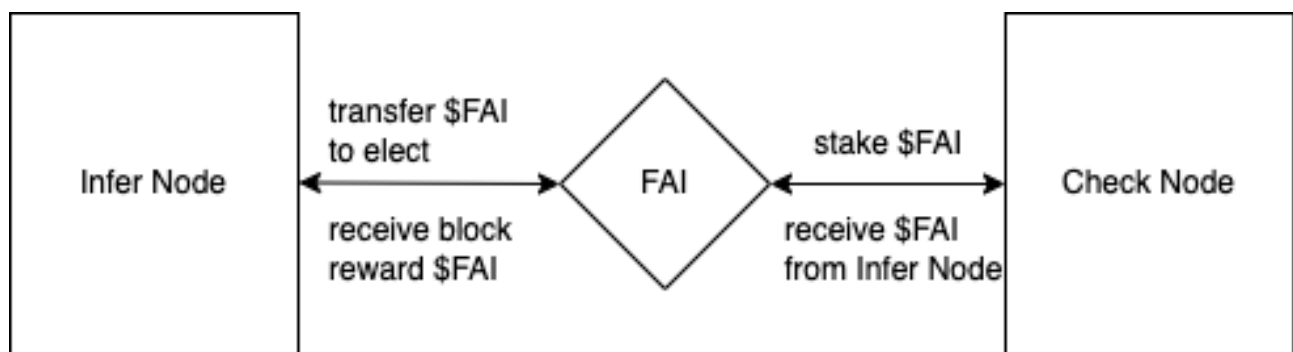 Infer Node
transfer $FAI
to elect
receive block
reward $FAI
FAI
stake $FAI
receive $FAI
from Infer Node
Check Node